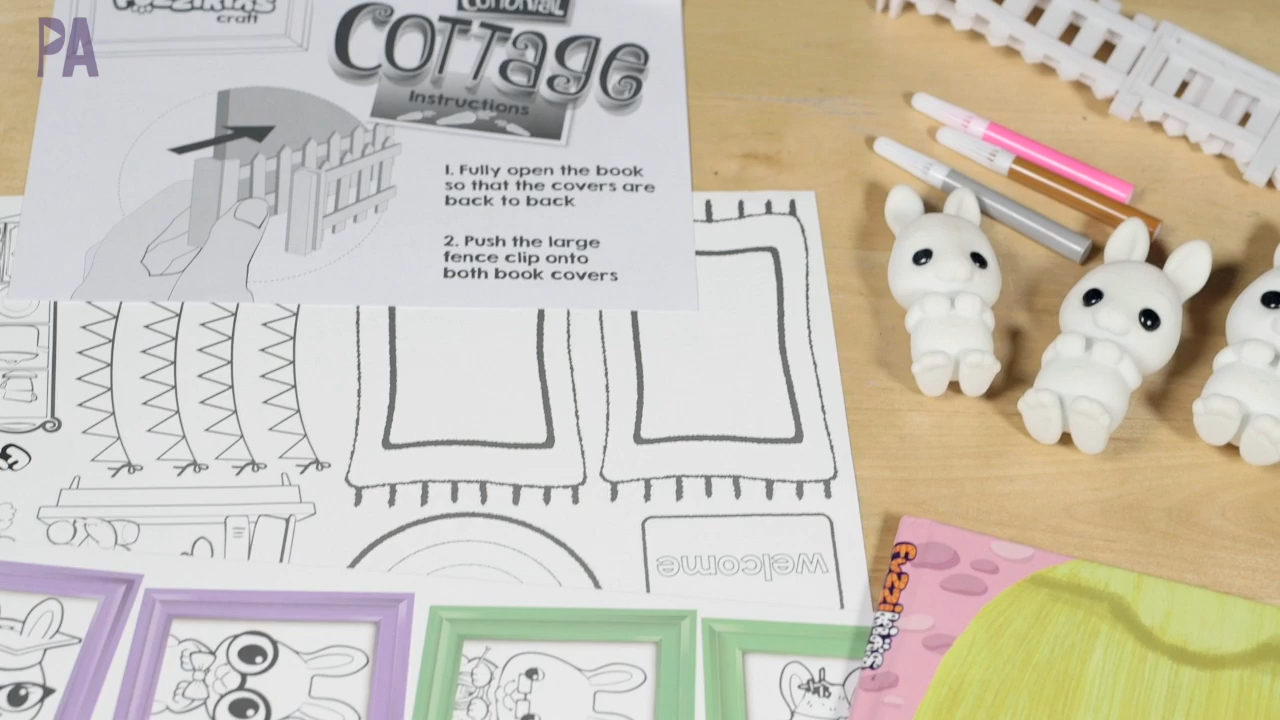 PA
craft
Cottage
Instructions
1. Fully open the book
so that the covers are
back to back
2. Push the large
fence clip onto
both book covers
welcome
Fuzzikins